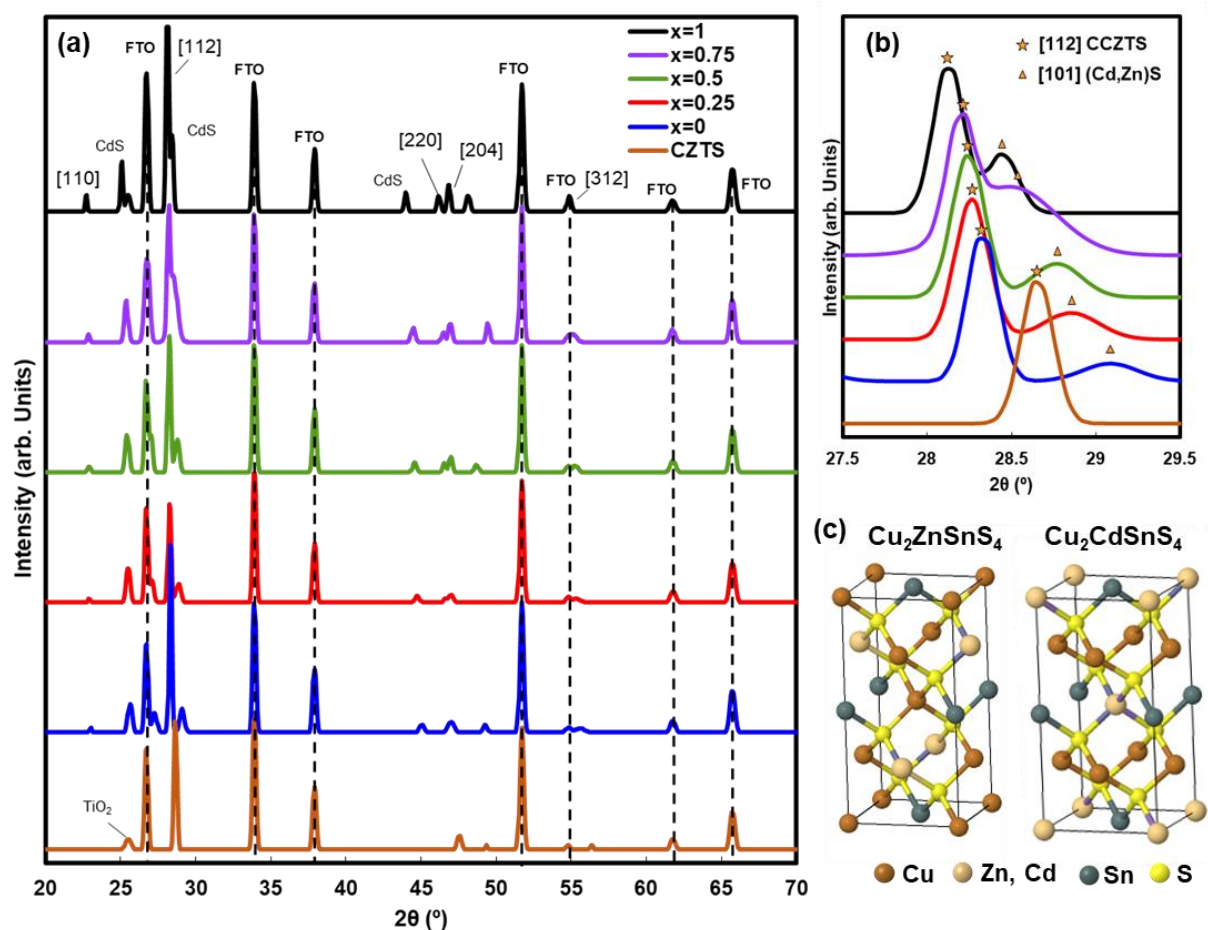 (a)
FTO
[112]
CdS
CdS
[110]
FTO
FTO
CdS
[220]
[204]
FTO
FTO
[312]
FTO
FTO
x=1
x=0.75
x=0.5
x=0.25
x=0
CZTS
TiO₂
Intensity (arb. Units)
20 25 30 35 40 45 50 55 60 65 70
2θ (º)
(b)
[112] CCZTS
[101] (Cd,Zn)S
Intensity (arb. Units)
27.5 28 28.5 29 29.5
2θ (º)
(c)
Cu₂ZnSnS₄ Cu₂CdSnS₄
Cu Zn, Cd Sn S